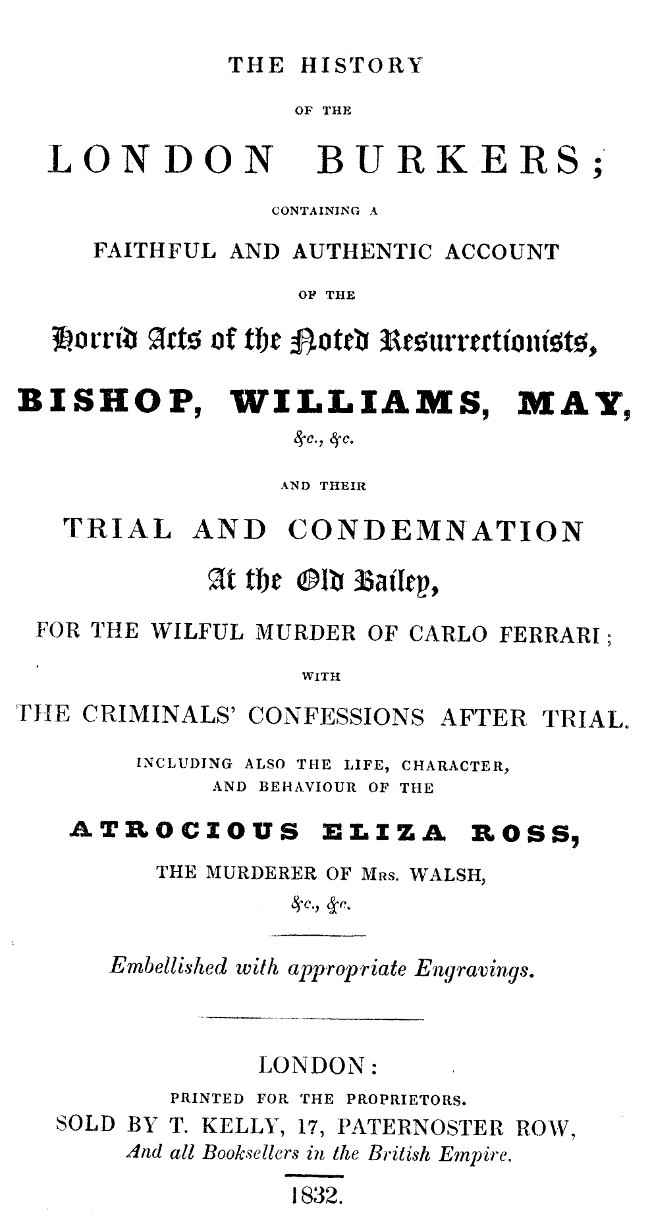 THE HISTORY
OF THE
LONDON BURKERS;
CONTAINING A
FAITHFUL AND AUTHENTIC ACCOUNT
OF THE
Horrid Acts of the Noted Resurrectionists,
BISHOP, WILLIAMS, MAY,
&c., &c.
AND THEIR
TRIAL AND CONDEMNATION
At the Old Bailey,
FOR THE WILFUL MURDER OF CARLO FERRARI;
WITH
THE CRIMINALS' CONFESSIONS AFTER TRIAL.
INCLUDING ALSO THE LIFE, CHARACTER,
AND BEHAVIOUR OF THE
ATROCIOUS ELIZA ROSS,
THE MURDERER OF MRS. WALSH,
&c., &c.
Embellished with appropriate Engravings.
LONDON:
PRINTED FOR THE PROPRIETORS.
SOLD BY T. KELLY, 17, PATERNOSTER ROW,
And all Booksellers in the British Empire.
1832.